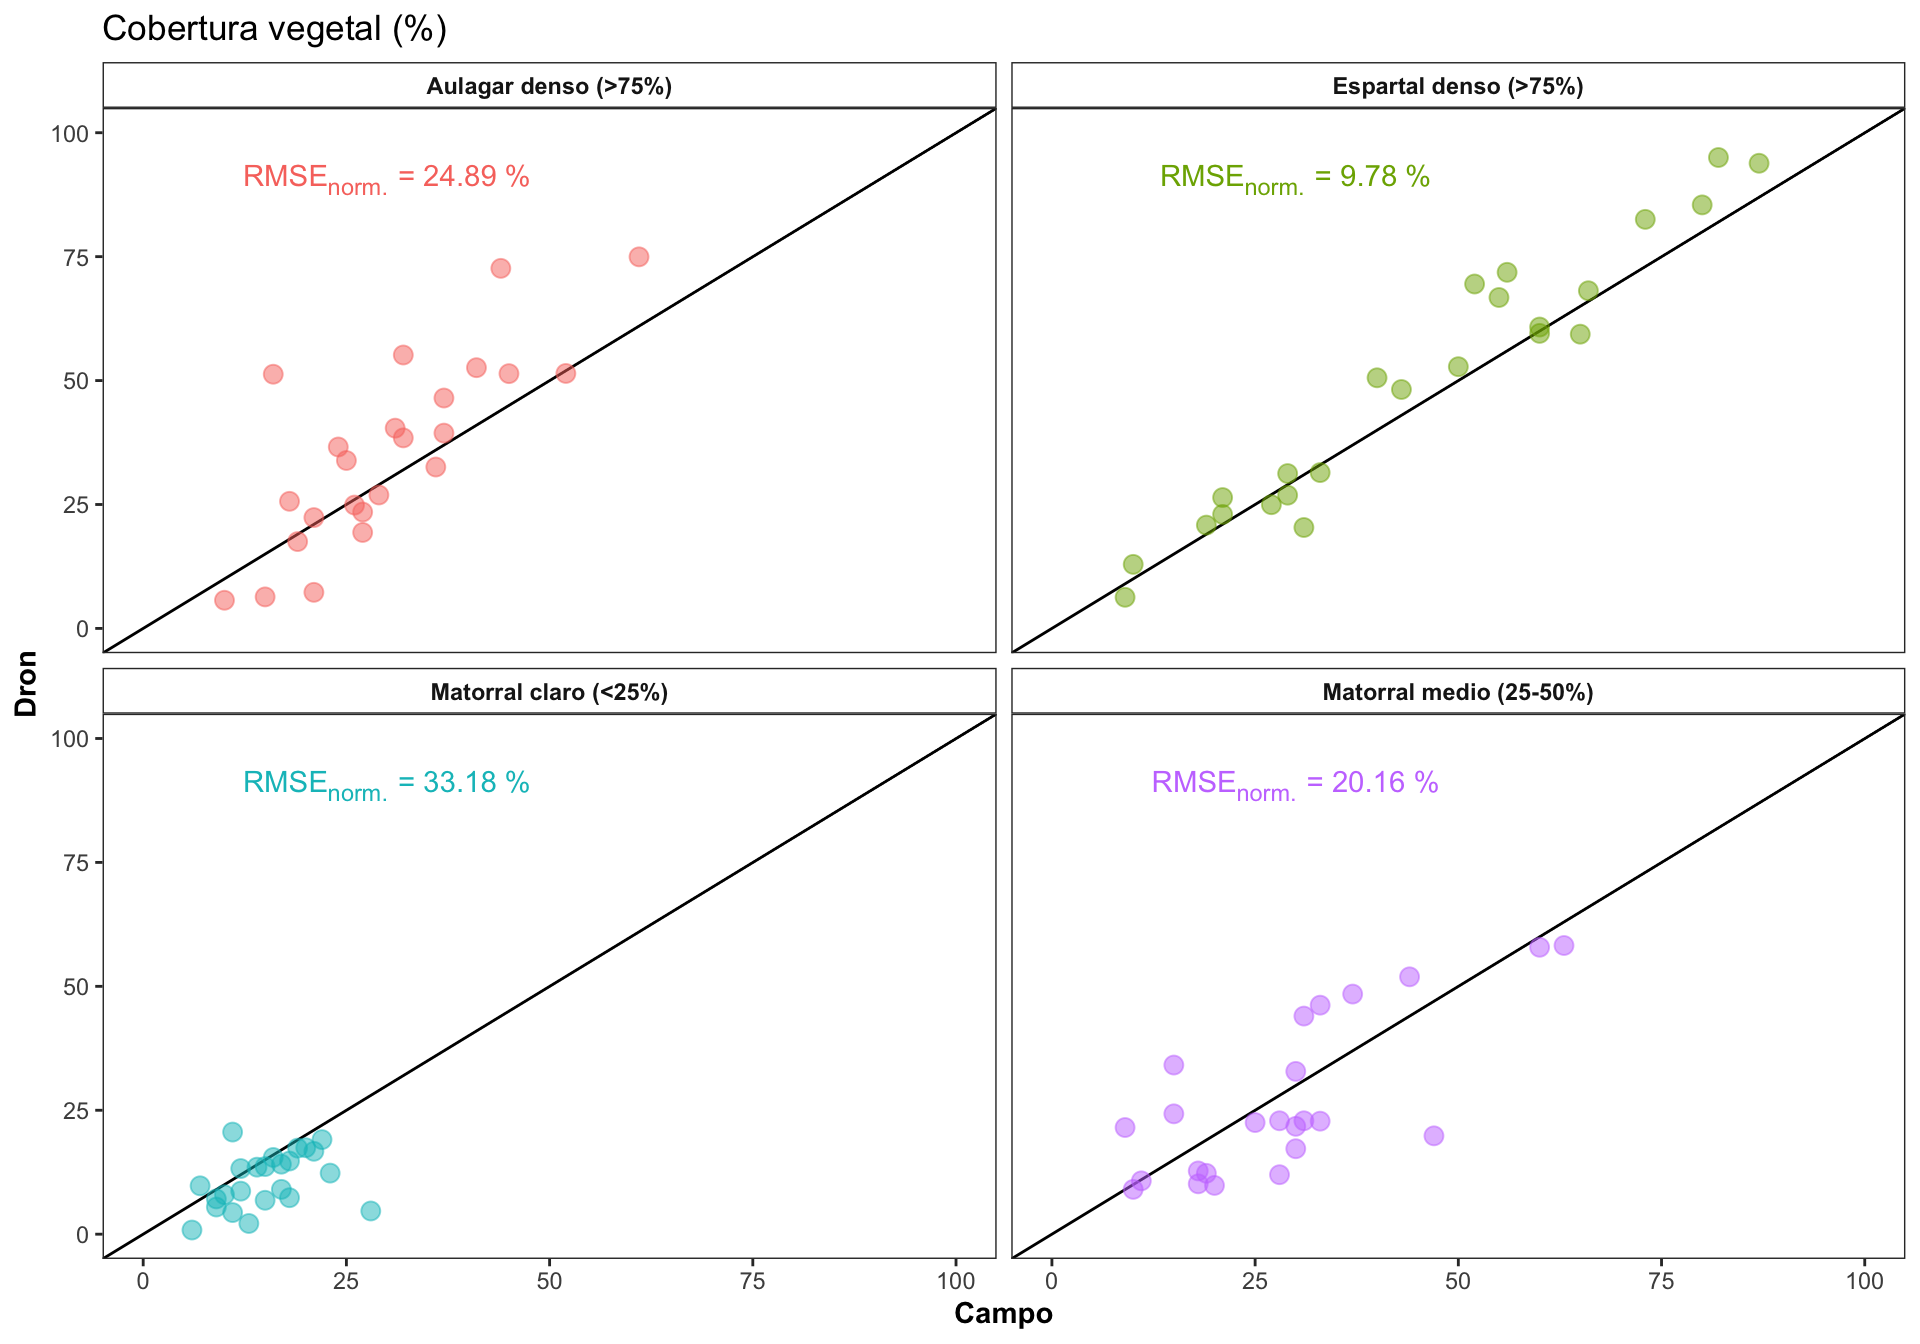 Cobertura vegetal (%)
Aulagar denso (>75%)
Espartal denso (>75%)
RMSEnorm. = 24.89 %
RMSEnorm. = 9.78 %
100
75
50
25
0
Dron
Matorral claro (<25%)
Matorral medio (25-50%)
RMSEnorm. = 33.18 %
RMSEnorm. = 20.16 %
100
75
50
25
0
0 25 50 75 100
0 25 50 75 100
Campo